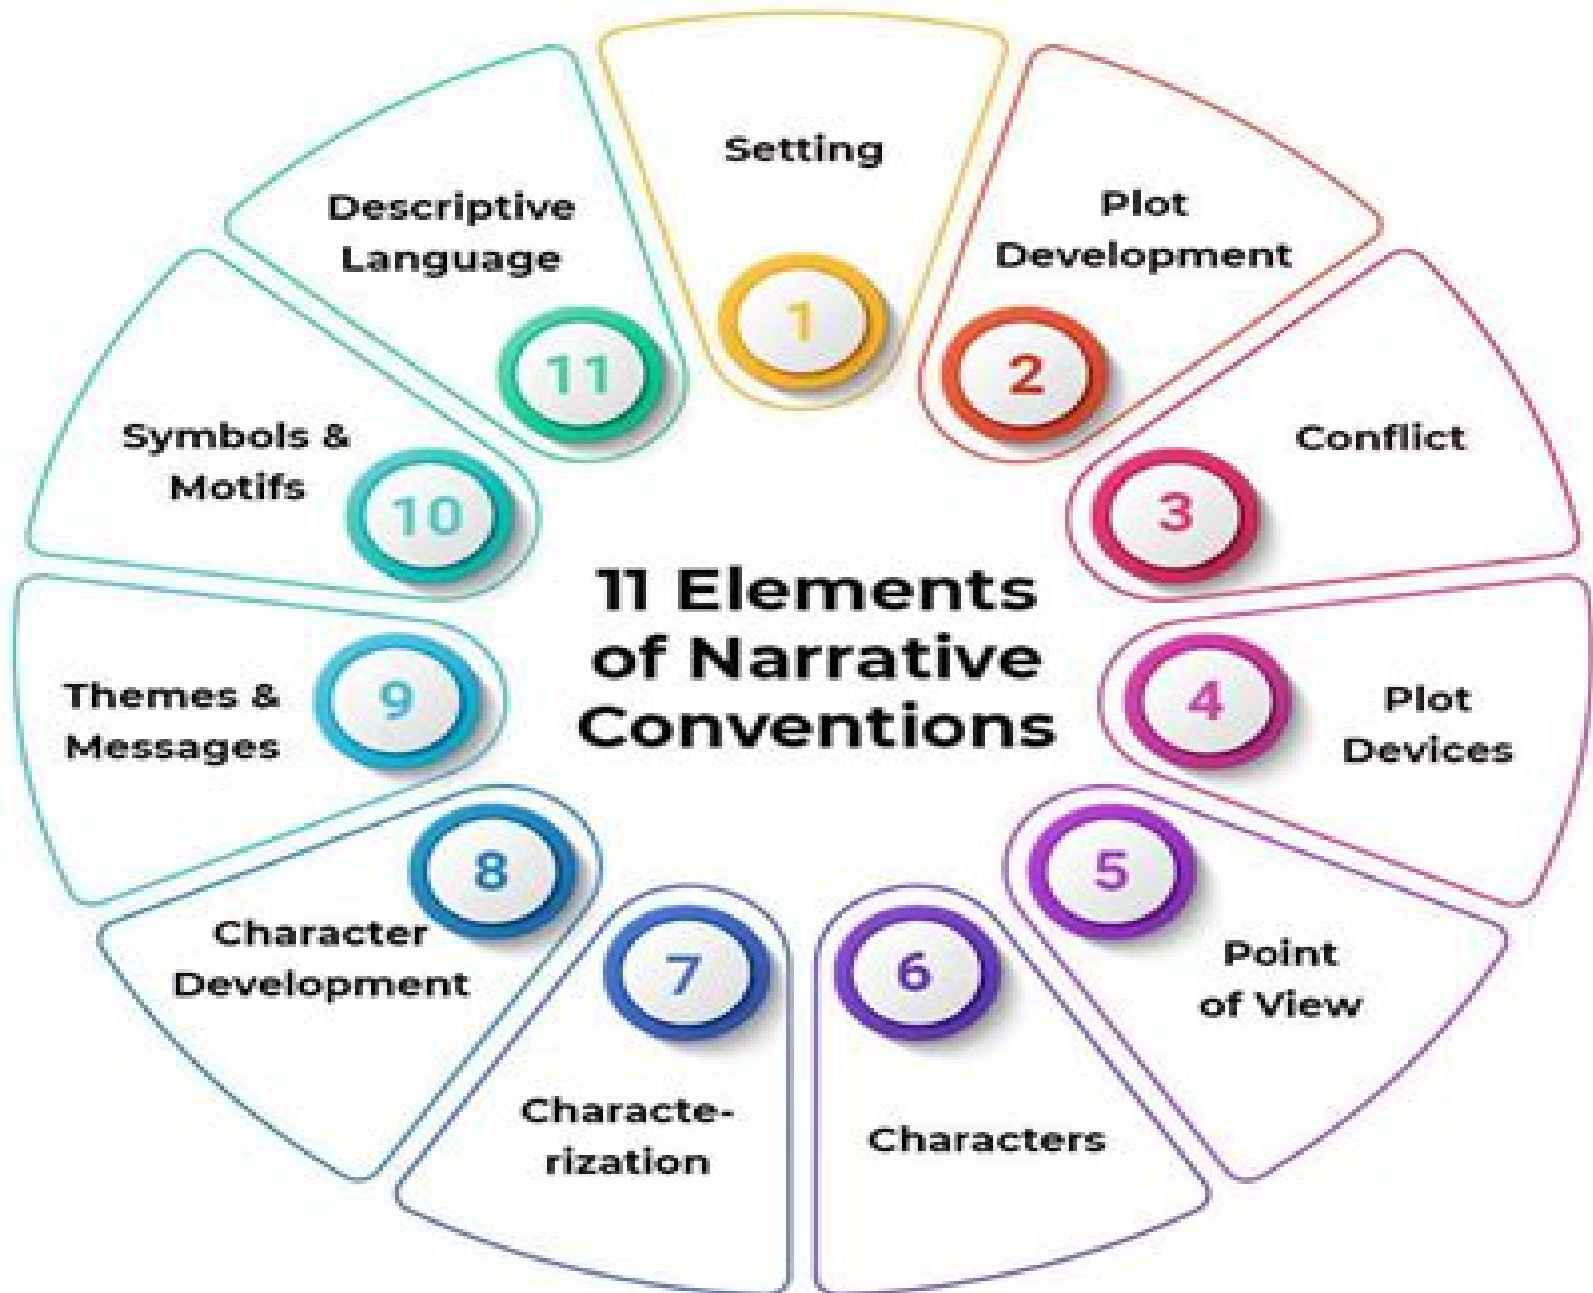 11 Elements
of Narrative
Conventions
Setting
1
Plot
Development
2
Conflict
3
Plot
Devices
4
Point
of View
5
Characters
6
Characte-
rization
7
Character
Development
8
Themes &
Messages
9
Symbols &
Motifs
10
Descriptive
Language
11